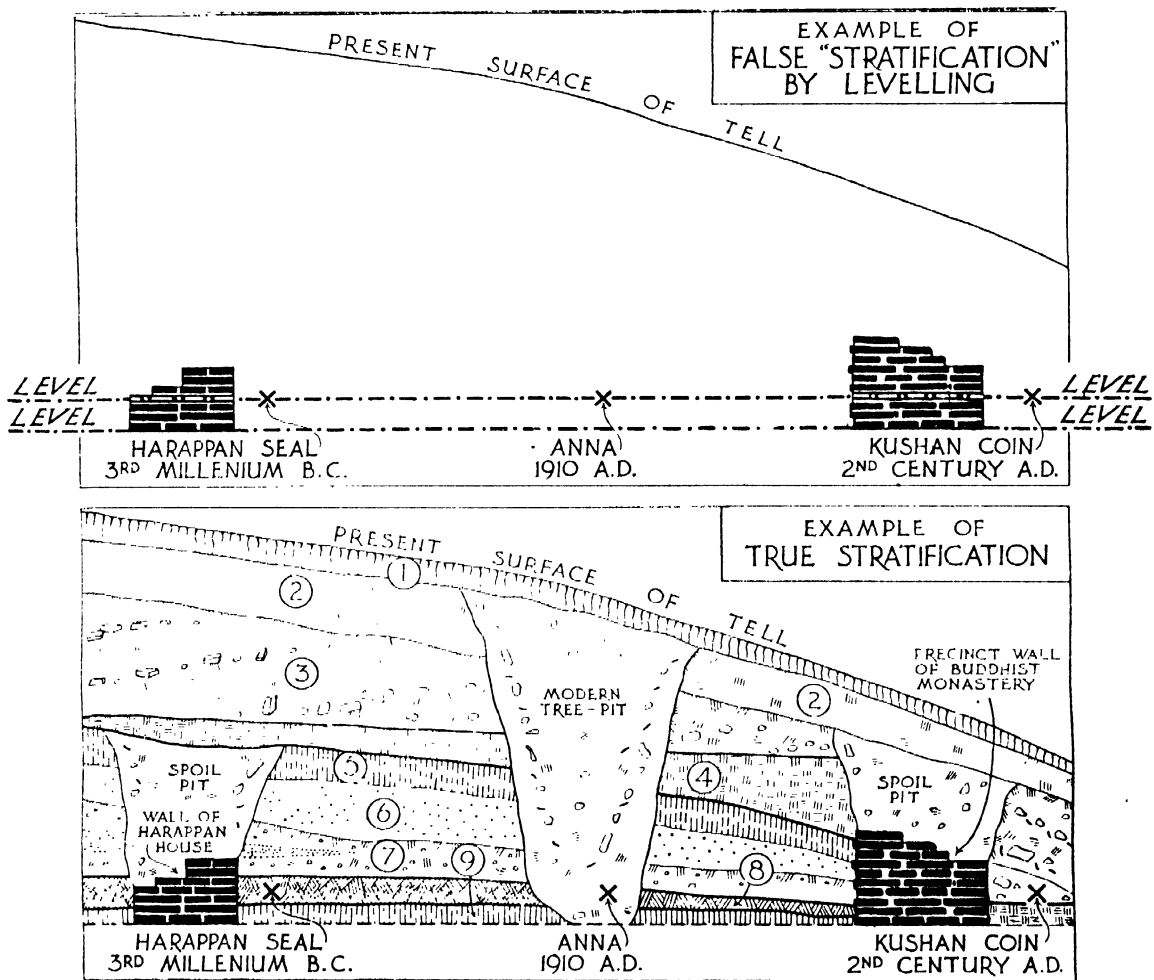 EXAMPLE OF
FALSE "STRATIFICATION"
BY LEVELLING
PRESENT SURFACE OF TELL
LEVEL
LEVEL
LEVEL
LEVEL
HARAPPAN SEAL
3RD MILLENIUM B.C.
ANNA
1910 A.D.
KUSHAN COIN
2ND CENTURY A.D.
EXAMPLE OF
TRUE STRATIFICATION
PRESENT SURFACE OF TELL
1
2
3
MODERN
TREE-PIT
2
PRECINCT WALL
OF BUDDHIST
MONASTERY
SPOIL
PIT
5
4
SPOIL
PIT
6
WALL OF
HARAPPAN
HOUSE
7
9
8
HARAPPAN SEAL
3RD MILLENIUM B.C.
ANNA
1910 A.D.
KUSHAN COIN
2ND CENTURY A.D.